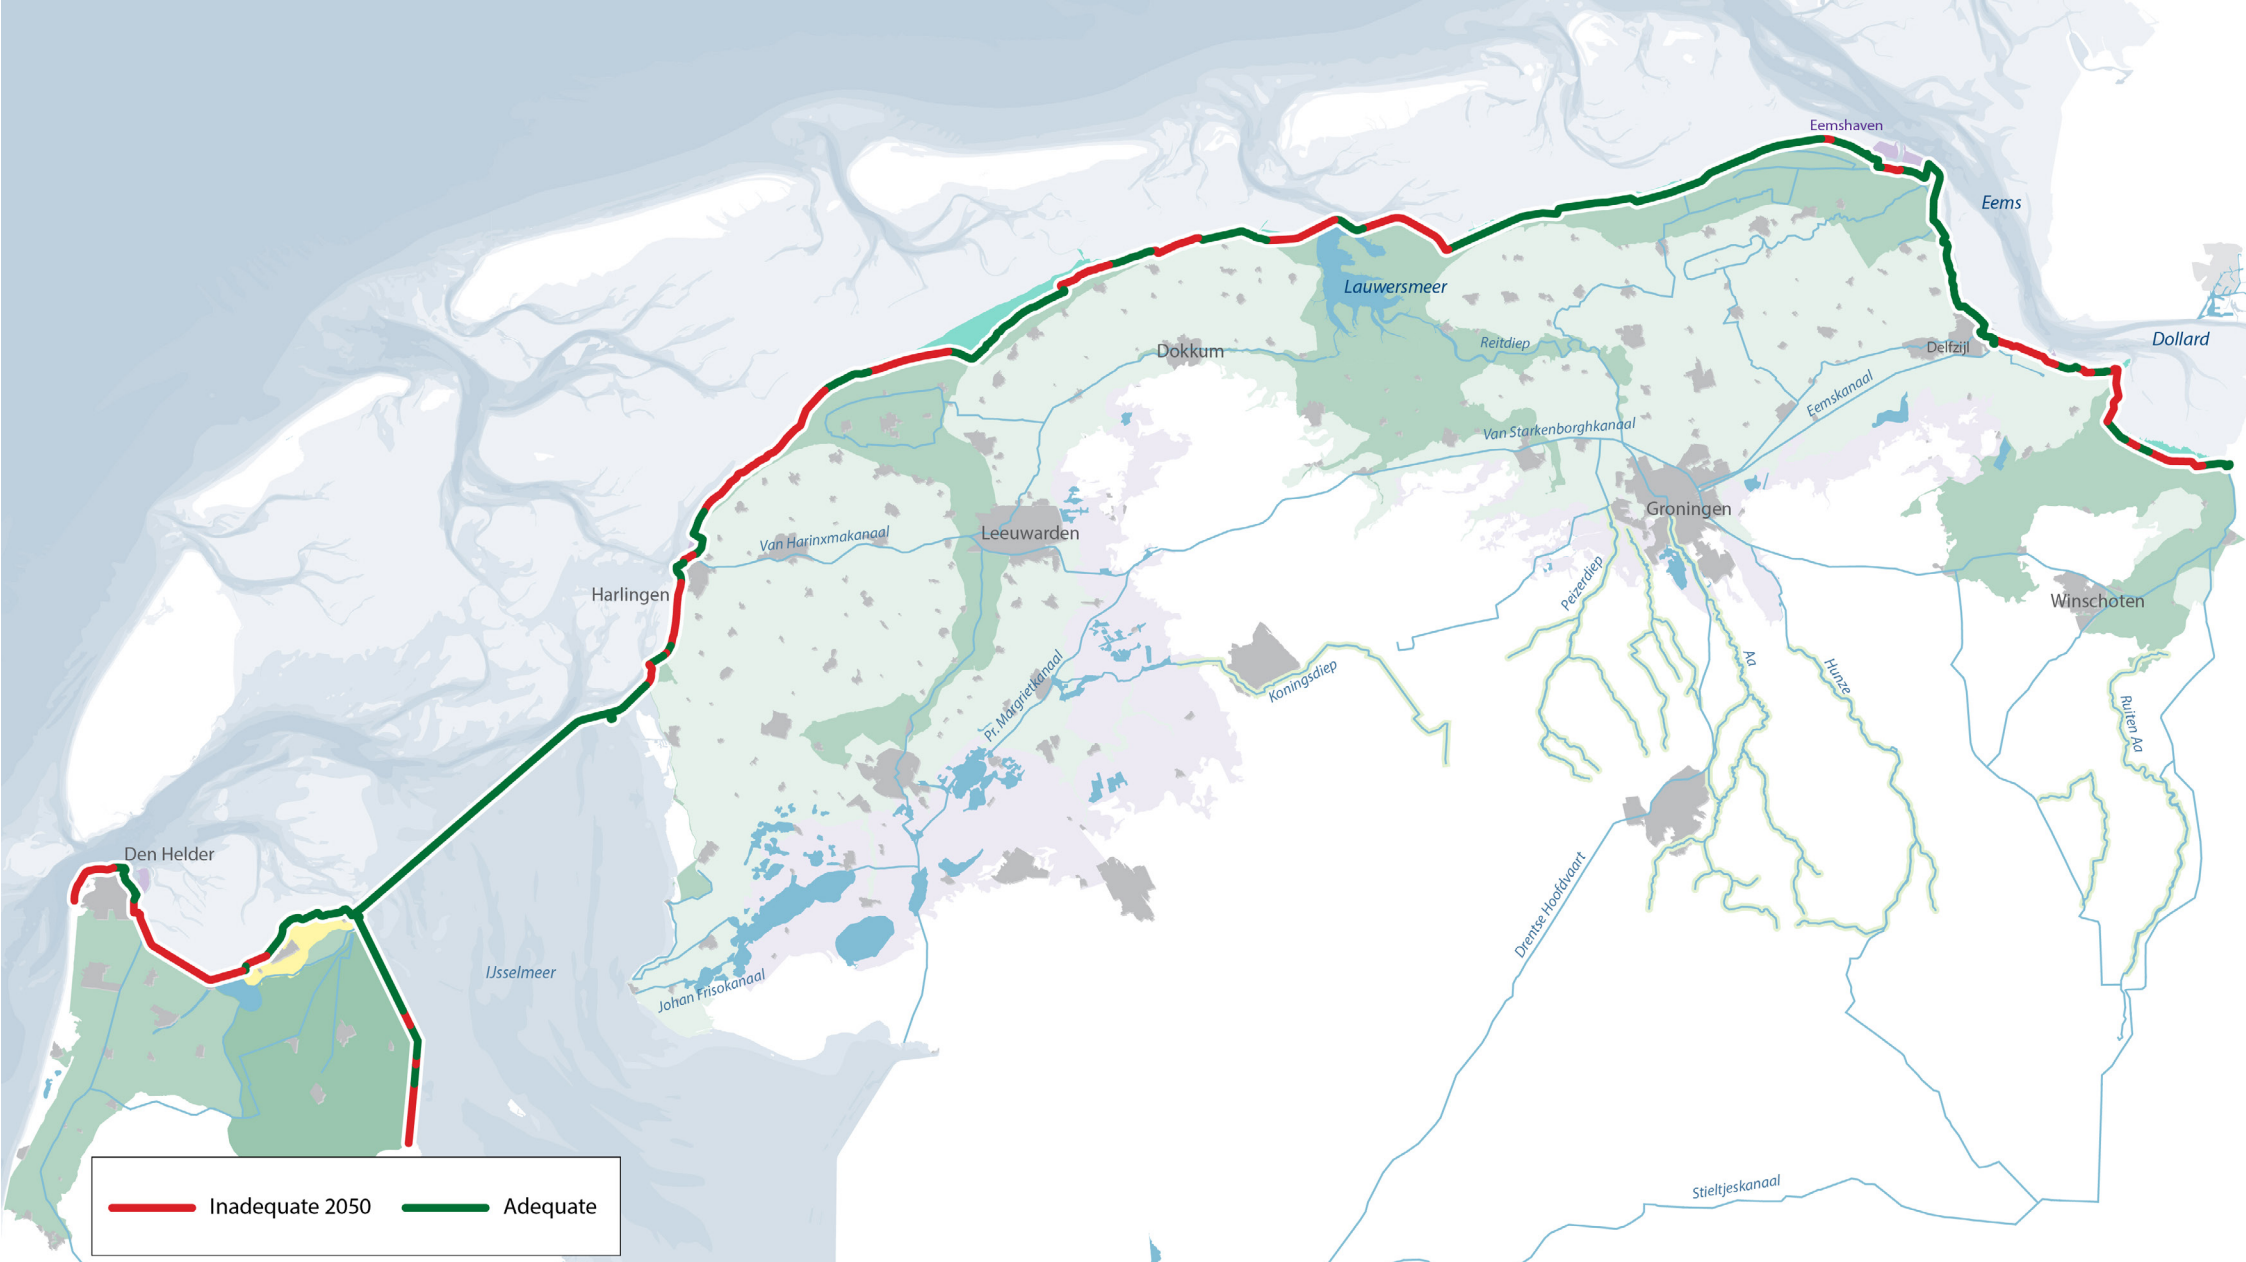 Eemshaven
Eems
Lauwersmeer
Dollard
Reitdiep
Delfzijl
Dokkum
Eemskanaal
Van Starkenborghkanaal
Groningen
Leeuwarden
Van Harinxmakanaal
Harlingen
Peizerdiep
Winschoten
Aa
Hunze
Koningsdiep
Pr. Margrietkanaal
Ruiten Aa
Den Helder
Drentse Hoofdvaart
IJsselmeer
Johan Frisokanaal
Stieltjeskanaal
Inadequate 2050
Adequate